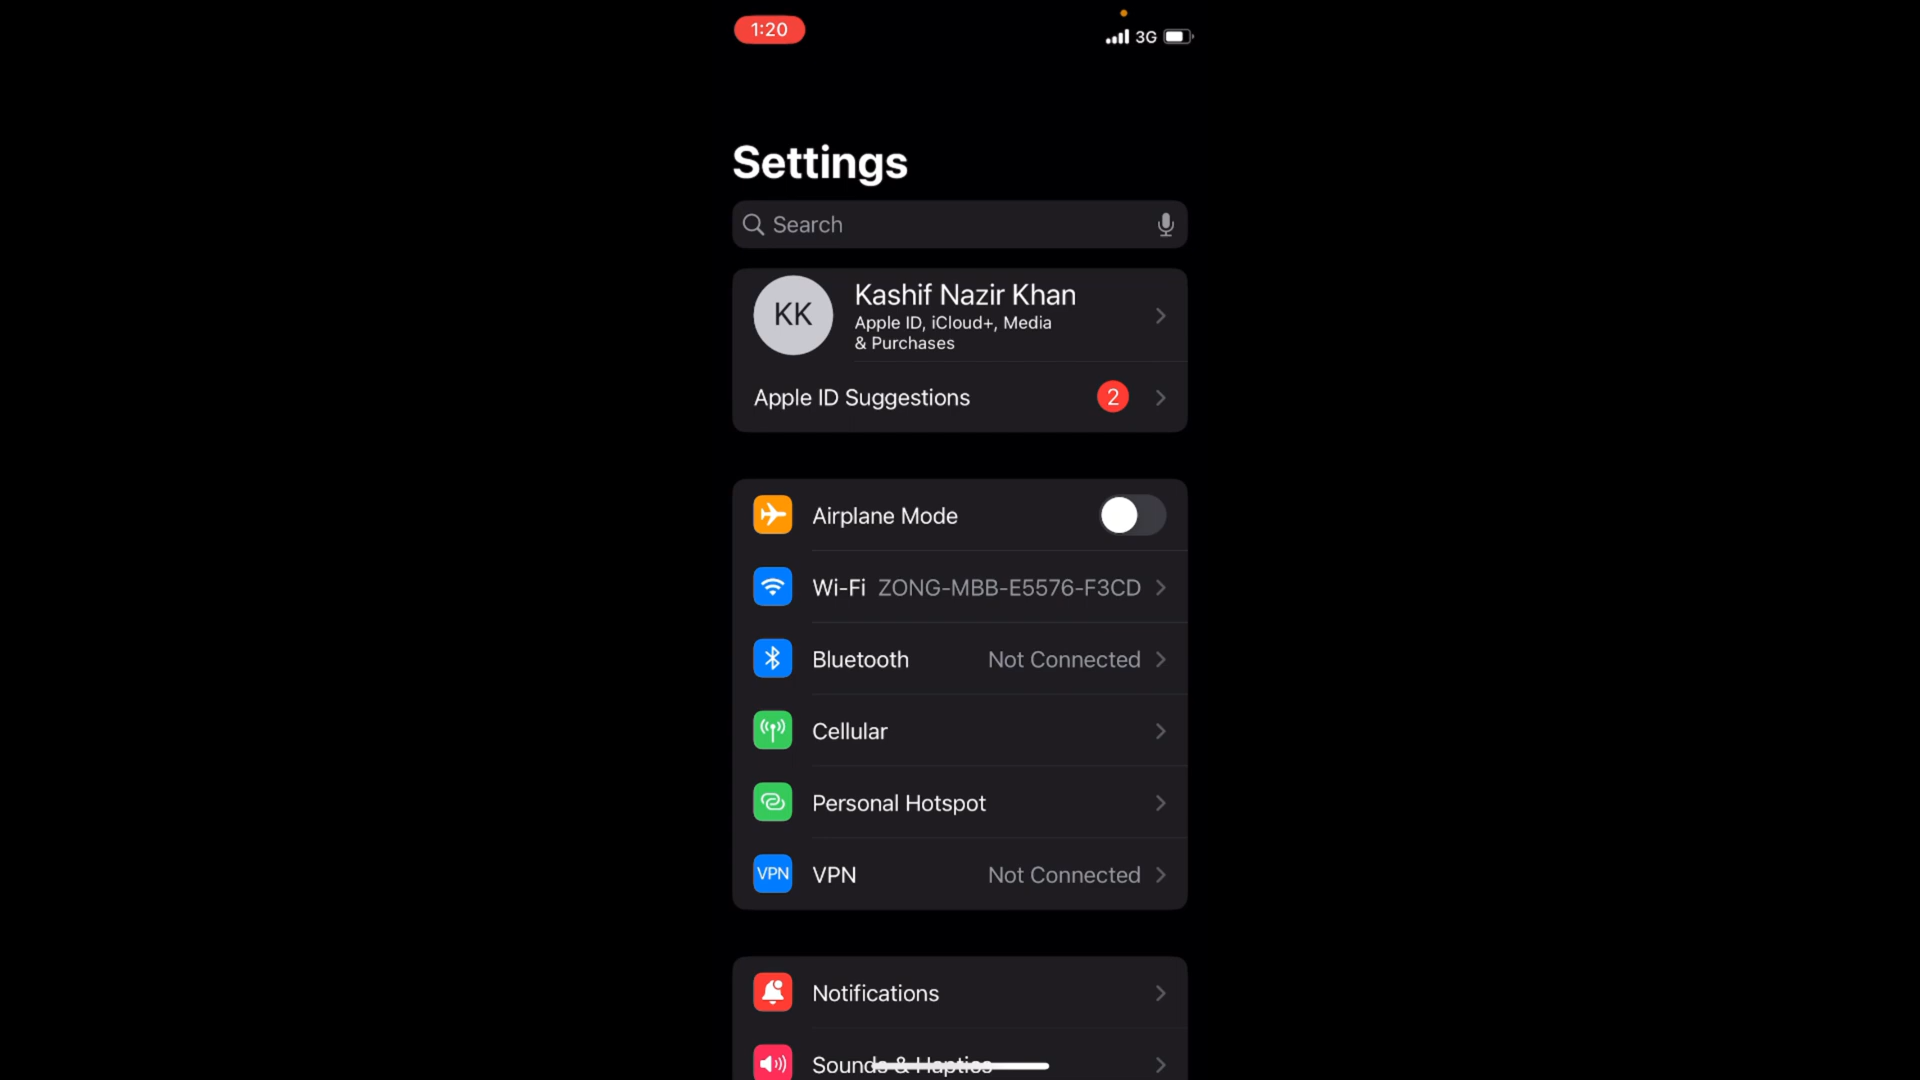 1:20
3G
Settings
Search
KK
Kashif Nazir Khan
Apple ID, iCloud+, Media
& Purchases
Apple ID Suggestions 2
Airplane Mode
Wi-Fi ZONG-MBB-E5576-F3CD
Bluetooth Not Connected
Cellular
Personal Hotspot
VPN VPN Not Connected
Notifications
Sounds & Haptics